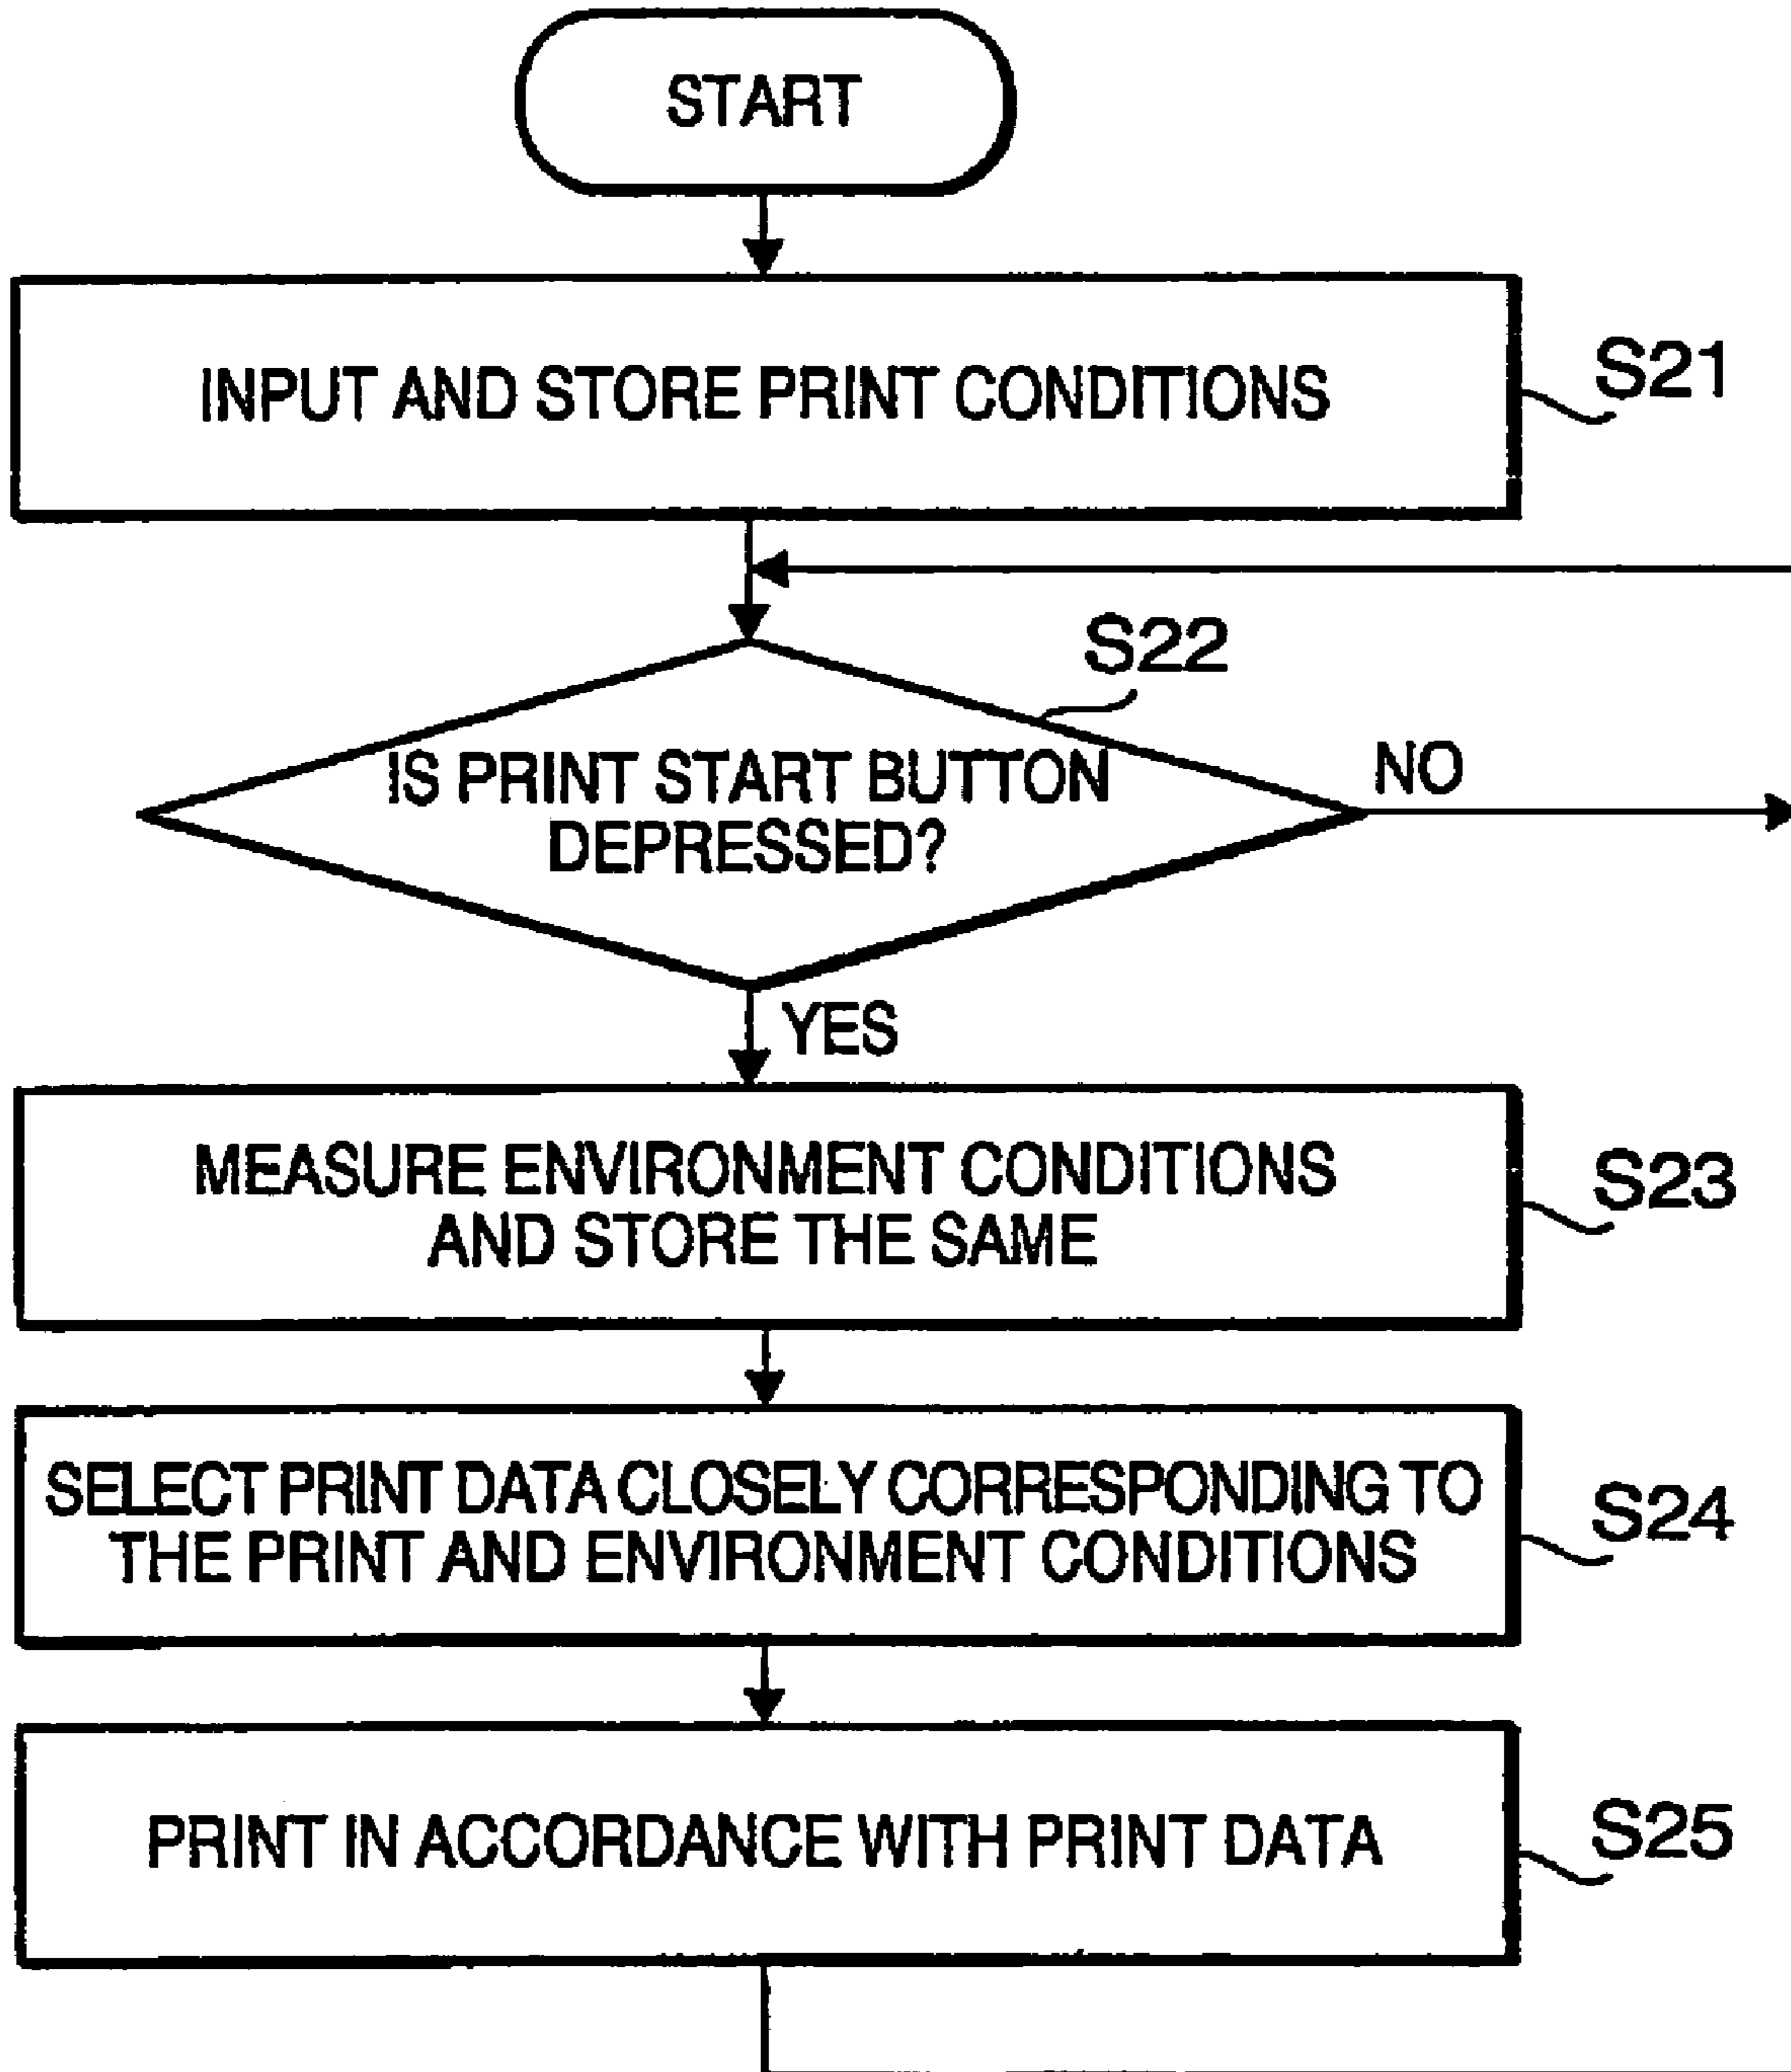 START
INPUT AND STORE PRINT CONDITIONS
S21
S22
IS PRINT START BUTTON
DEPRESSED?
NO
YES
MEASURE ENVIRONMENT CONDITIONS
AND STORE THE SAME
S23
SELECT PRINT DATA CLOSELY CORRESPONDING TO
THE PRINT AND ENVIRONMENT CONDITIONS
S24
PRINT IN ACCORDANCE WITH PRINT DATA
S25